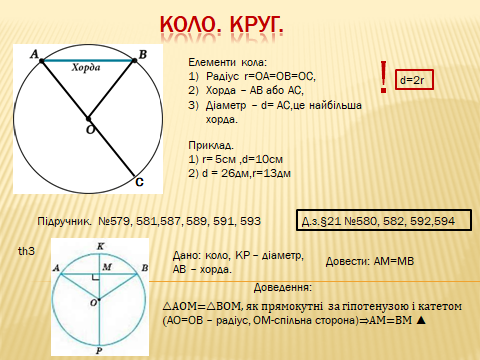 КОЛО. КРУГ.
A
B
Хорда
O
C
Елементи кола:
1) Радіус r=OA=OB=OC,
2) Хорда – AB або AC,
3) Діаметр – d= AC,це найбільша
хорда.
!
d=2r
Приклад.
1) r= 5см ,d=10см
2) d = 26дм,r=13дм
Підручник. №579, 581,587, 589, 591, 593
Д.з.§21 №580, 582, 592,594
th3
K
A
M
B
O
P
Дано: коло, KP – діаметр,
AB – хорда.
Довести: AM=MB
Доведення:
△AOM=△BOM, як прямокутні за гіпотенузою і катетом
(AO=OB – радіус, OM-спільна сторона)⇒AM=BM ▲